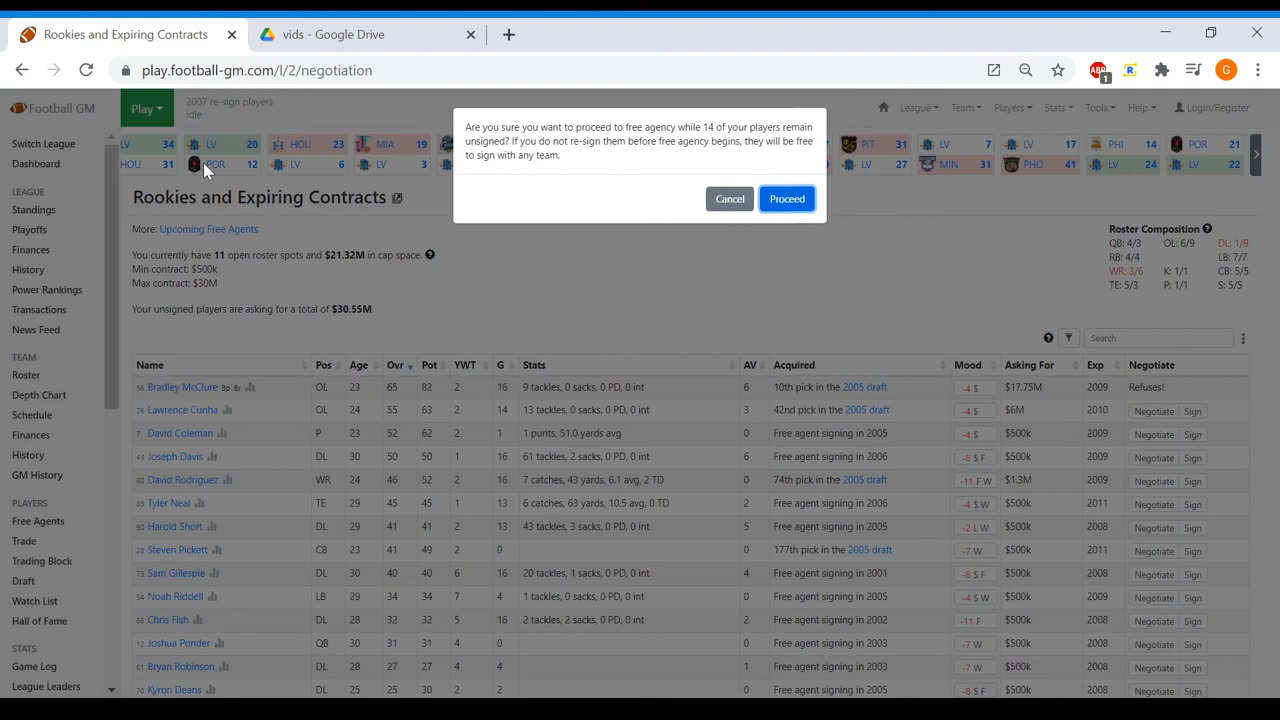 Rookies and Expiring Contracts
vids - Google Drive
play.football-gm.com/l/2/negotiation
ABP
1
G
Football GM
Play
2007 re-sign players
Idle
League
Team
Players
Stats
Tools
Help
Login/Register
LV 34
HOU 31
LV 20
POR 12
HOU 23
LV 6
MIA 19
LV 3
PIT 31
LV 27
LV 7
MIN 31
LV 17
PHO 41
PHI 14
LV 24
POR 21
LV 22
Are you sure you want to proceed to free agency while 14 of your players remain
unsigned? If you do not re-sign them before free agency begins, they will be free
to sign with any team.
Cancel
Proceed
Switch League
Dashboard
LEAGUE
Standings
Playoffs
Finances
History
Power Rankings
Transactions
News Feed
TEAM
Roster
Depth Chart
Schedule
Finances
History
GM History
PLAYERS
Free Agents
Trade
Trading Block
Draft
Watch List
Hall of Fame
STATS
Game Log
League Leaders
Rookies and Expiring Contracts
More: Upcoming Free Agents
You currently have 11 open roster spots and $21.32M in cap space.
Min contract: $500k
Max contract: $30M
Your unsigned players are asking for a total of $30.55M.
Roster Composition
QB: 4/3 OL: 6/9 DL: 1/9
RB: 4/4 LB: 7/7
WR: 3/6 K: 1/1 CB: 5/5
TE: 5/3 P: 1/1 S: 5/5
Search
Name Pos Age Ovr Pot YWT G Stats AV Acquired Mood Asking For Exp Negotiate
56 Bradley McClure Bp Br OL 23 65 82 2 16 9 tackles, 0 sacks, 0 PD, 0 int 6 10th pick in the 2005 draft -4 $ $17.75M 2009 Refuses!
76 Lawrence Cunha OL 24 55 63 2 14 13 tackles, 0 sacks, 0 PD, 0 int 3 42nd pick in the 2005 draft -4 $ $6M 2010 Negotiate Sign
7 David Coleman P 23 52 62 2 1 1 punts, 51.0 yards avg 0 Free agent signing in 2005 -4 $ $500k 2009 Negotiate Sign
43 Joseph Davis DL 30 50 50 1 16 61 tackles, 2 sacks, 0 PD, 0 int 6 Free agent signing in 2006 -8 $ F $500k 2009 Negotiate Sign
80 David Rodriguez WR 24 46 52 2 16 7 catches, 43 yards, 6.1 avg, 2 TD 0 74th pick in the 2005 draft -11 F W $1.3M 2009 Negotiate Sign
83 Tyler Neal TE 29 45 45 1 13 6 catches, 63 yards, 10.5 avg, 0 TD 2 Free agent signing in 2006 -4 $ W $500k 2011 Negotiate Sign
90 Harold Short DL 29 41 41 2 13 43 tackles, 3 sacks, 0 PD, 0 int 5 Free agent signing in 2005 -2 L W $500k 2008 Negotiate Sign
28 Steven Pickett CB 23 41 49 2 0 0 177th pick in the 2005 draft -7 W $500k 2011 Negotiate Sign
73 Sam Gillespie DL 30 40 40 6 16 20 tackles, 1 sacks, 0 PD, 0 int 4 Free agent signing in 2001 -8 $ F $500k 2008 Negotiate Sign
54 Noah Riddell LB 29 34 34 7 4 1 tackles, 0 sacks, 0 PD, 0 int 0 Free agent signing in 2005 -4 $ W $500k 2008 Negotiate Sign
66 Chris Fish DL 28 32 32 5 16 2 tackles, 2 sacks, 0 PD, 0 int 2 Free agent signing in 2002 -11 F $500k 2008 Negotiate Sign
12 Joshua Ponder QB 30 31 31 4 0 0 Free agent signing in 2003 -7 W $500k 2008 Negotiate Sign
61 Bryan Robinson DL 28 27 27 4 4 1 Free agent signing in 2003 -7 W $500k 2008 Negotiate Sign
70 Kyron Deans DL 25 25 30 2 2 0 Free agent signing in 2005 -8 $ F $500k 2008 Negotiate Sign